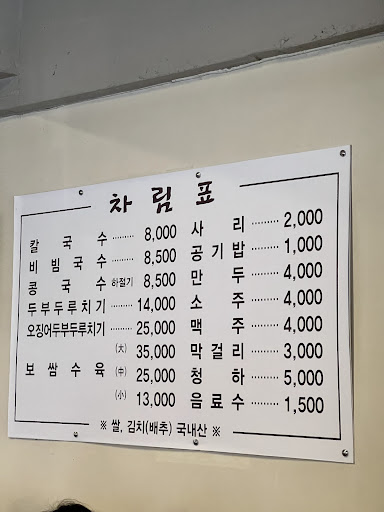 차림표
칼국수 ········ 8,000
비빔국수 ······ 8,500
콩국수 하절기 8,500
두부두루치기 ···· 14,000
오징어두부두루치기 ···· 25,000
(大) 35,000
보쌈수육 (中) 25,000
(小) 13,000
사리 ········· 2,000
공기밥 ········ 1,000
만두 ········· 4,000
소주 ········· 4,000
맥주 ········· 4,000
막걸리 ········ 3,000
청하 ········· 5,000
음료수 ········ 1,500
※ 쌀, 김치(배추) 국내산 ※